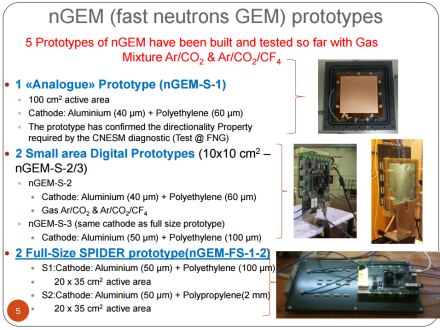 nGEM (fast neutrons GEM) prototypes
5 Prototypes of nGEM have been built and tested so far with Gas
Mixture Ar/CO₂ & Ar/CO₂/CF₄
• 1 «Analogue» Prototype (nGEM-S-1)
• 100 cm² active area
• Cathode: Aluminium (40 μm) + Polyethylene (60 μm)
• The prototype has confirmed the directionality Property
required by the CNESM diagnostic (Test @ FNG)
• 2 Small area Digital Prototypes (10x10 cm² –
nGEM-S-2/3)
• nGEM-S-2
• Cathode: Aluminium (40 μm) + Polyethylene (60 μm)
• Gas Ar/CO₂ & Ar/CO₂/CF₄
• nGEM-S-3 (same cathode as full size prototype)
• Cathode: Aluminium (50 μm) + Polyethylene (100 μm)
• 2 Full-Size SPIDER prototype(nGEM-FS-1-2)
• S1:Cathode: Aluminium (50 μm) + Polyethylene (100 μm)
• 20 x 35 cm² active area
• S2:Cathode: Aluminium (50 μm) + Polypropylene(2 mm)
• 20 x 35 cm² active area
5